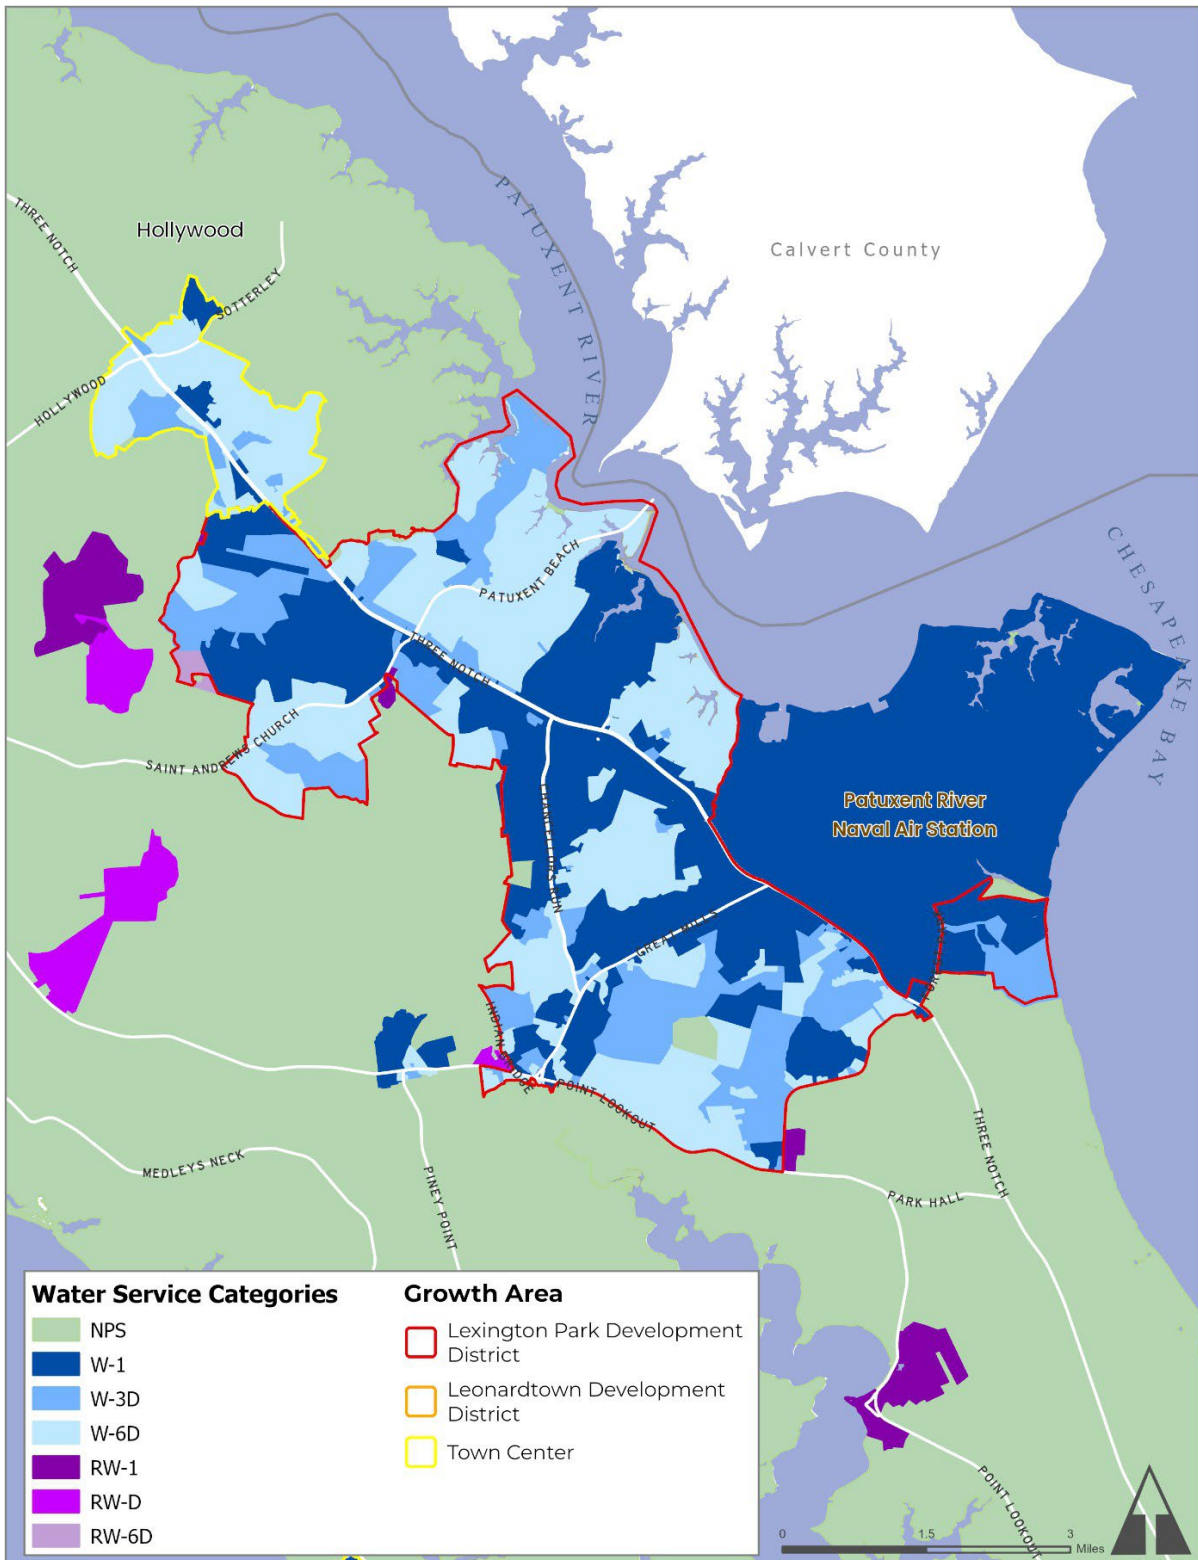 Hollywood
THREE NOTCH
SOTTERLEY
HOLLYWOOD
PATUXENT RIVER
Calvert County
CHESAPEAKE BAY
PATUXENT BEACH
THREE NOTCH
SAINT ANDREWS CHURCH
Patuxent River
Naval Air Station
GREAT MILLS
POINT LOOKOUT
MEDLEYS NECK
PINEY POINT
PARK HALL
THREE NOTCH
POINT LOOKOUT
Water Service Categories
NPS
W-1
W-3D
W-6D
RW-1
RW-D
RW-6D
Growth Area
Lexington Park Development
District
Leonardtown Development
District
Town Center
0 1.5 3
Miles